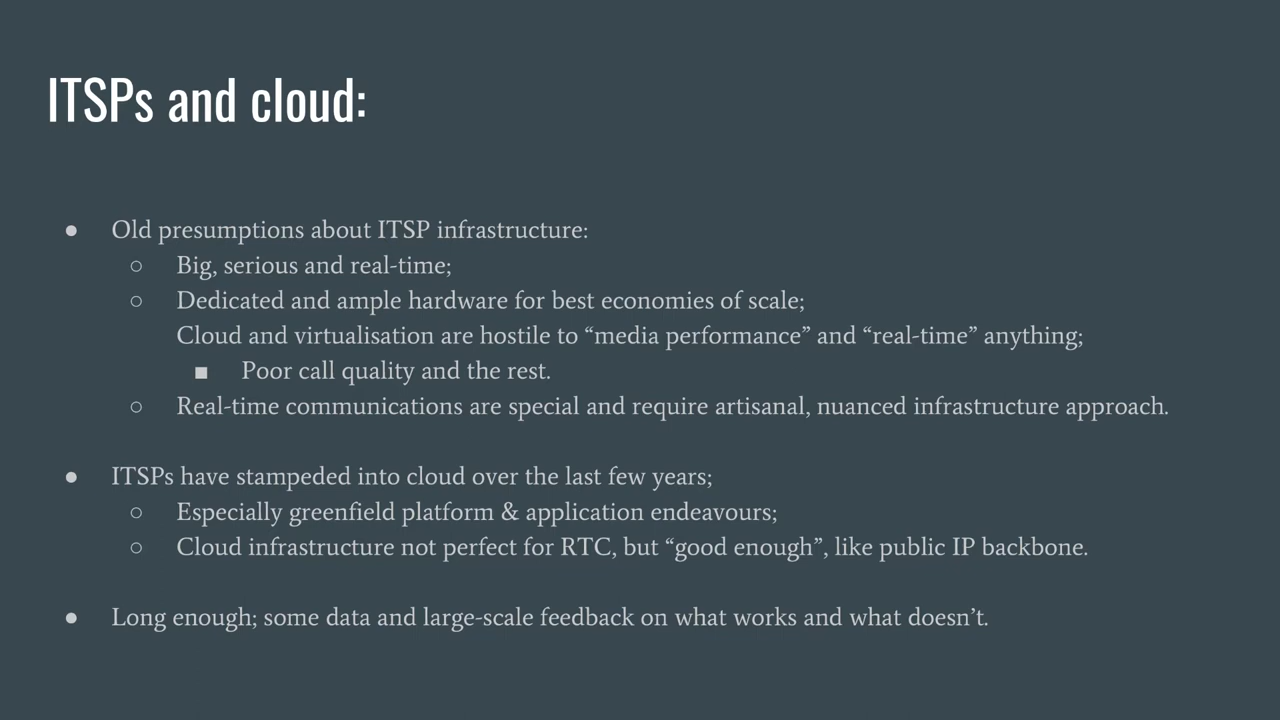 ITSPs and cloud:
● Old presumptions about ITSP infrastructure:
○ Big, serious and real-time;
○ Dedicated and ample hardware for best economies of scale;
Cloud and virtualisation are hostile to “media performance” and “real-time” anything;
■ Poor call quality and the rest.
○ Real-time communications are special and require artisanal, nuanced infrastructure approach.
● ITSPs have stampeded into cloud over the last few years;
○ Especially greenfield platform & application endeavours;
○ Cloud infrastructure not perfect for RTC, but “good enough”, like public IP backbone.
● Long enough; some data and large-scale feedback on what works and what doesn’t.